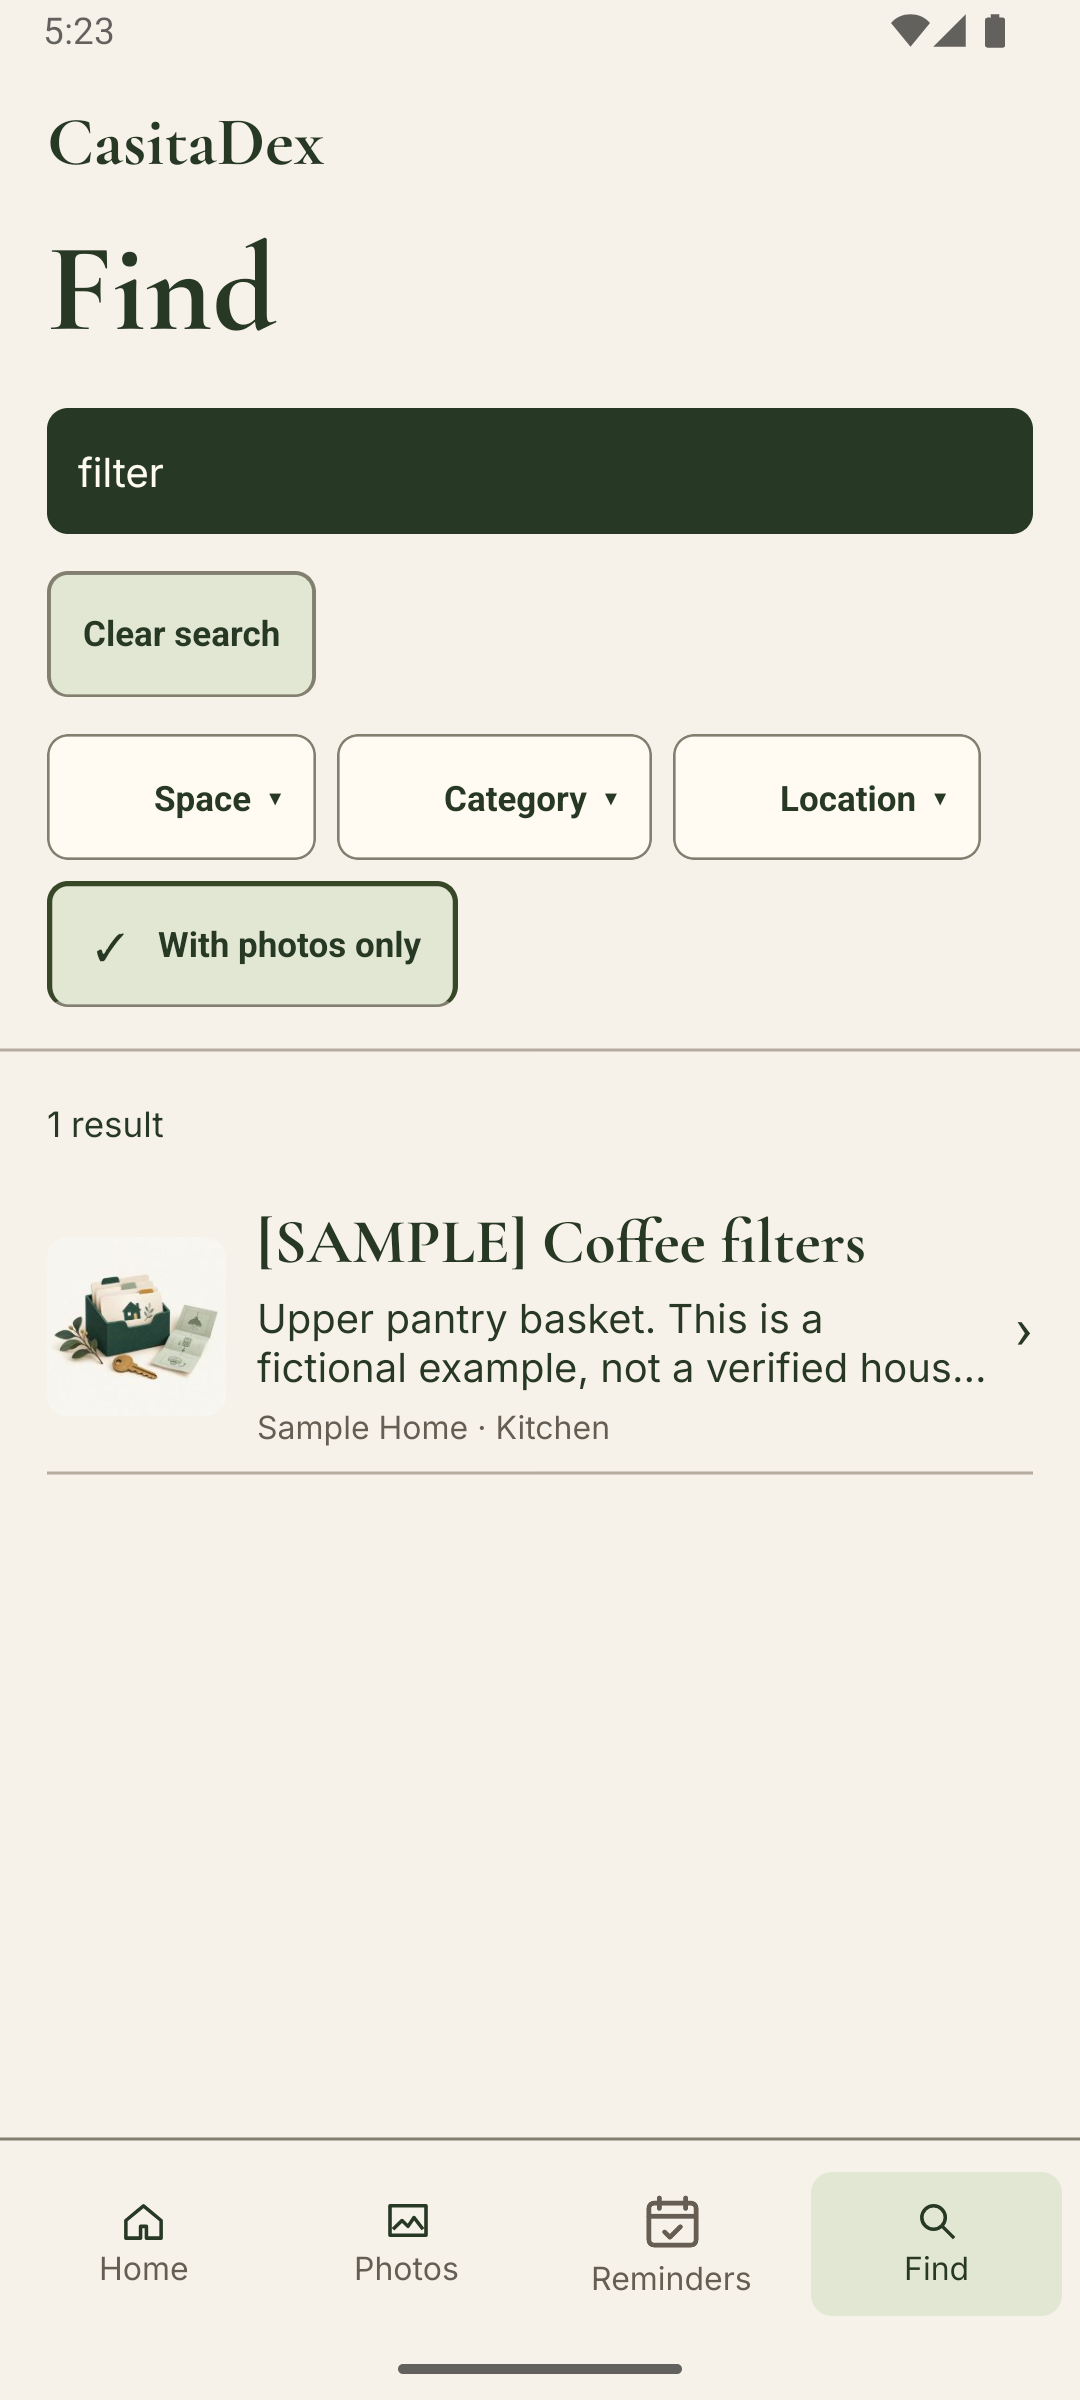 5:23
CasitaDex
Find
filter
Clear search
Space ▼
Category ▼
Location ▼
✓ With photos only
1 result
[SAMPLE] Coffee filters
Upper pantry basket. This is a
fictional example, not a verified hous...
Sample Home · Kitchen
Home
Photos
Reminders
Find